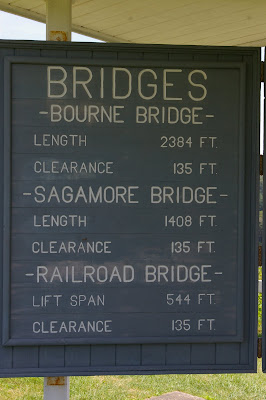 BRIDGES
-BOURNE BRIDGE-
LENGTH 2384 FT.
CLEARANCE 135 FT.
-SAGAMORE BRIDGE-
LENGTH 1408 FT.
CLEARANCE 135 FT.
-RAILROAD BRIDGE-
LIFT SPAN 544 FT.
CLEARANCE 135 FT.